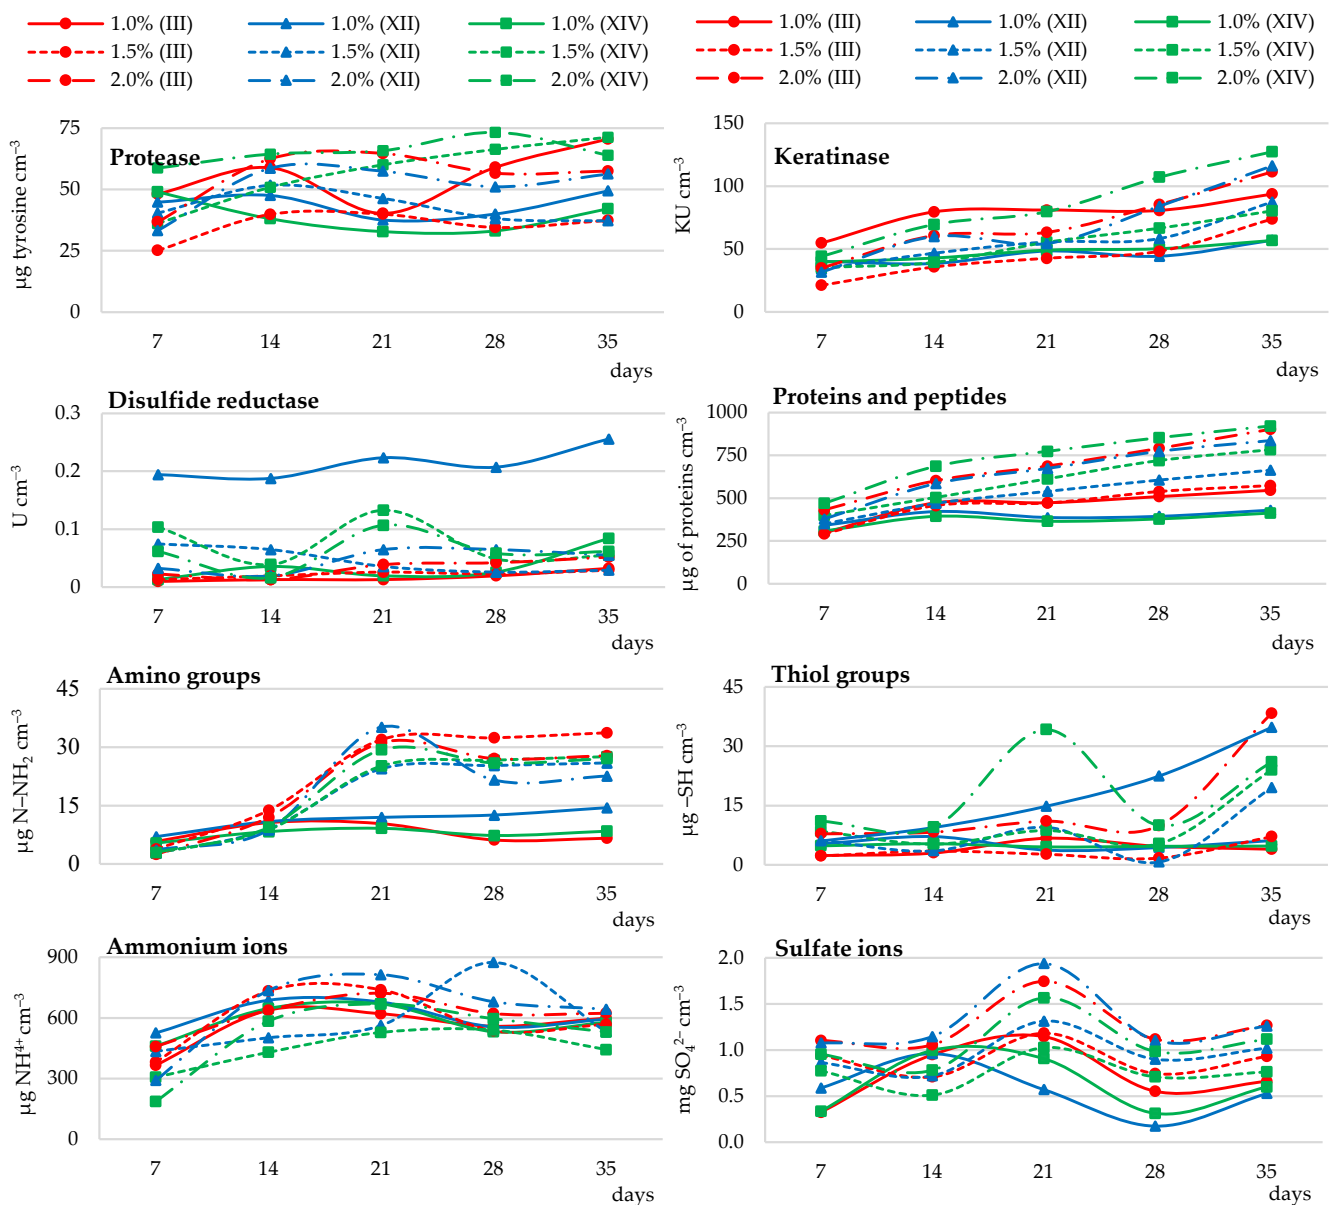 1.0% (III) 1.0% (XII) 1.0% (XIV) 1.0% (III) 1.0% (XII) 1.0% (XIV)
1.5% (III) 1.5% (XII) 1.5% (XIV) 1.5% (III) 1.5% (XII) 1.5% (XIV)
2.0% (III) 2.0% (XII) 2.0% (XIV) 2.0% (III) 2.0% (XII) 2.0% (XIV)
Protease
µg tyrosine cm⁻³
75
50
25
0
7 14 21 28 35
days
Keratinase
KU cm⁻³
150
100
50
0
7 14 21 28 35
days
Disulfide reductase
U cm⁻³
0.3
0.2
0.1
0
7 14 21 28 35
days
Proteins and peptides
µg of proteins cm⁻³
1000
750
500
250
0
7 14 21 28 35
days
Amino groups
µg N–NH₂ cm⁻³
45
30
15
0
7 14 21 28 35
days
Thiol groups
µg –SH cm⁻³
45
30
15
0
7 14 21 28 35
days
Ammonium ions
µg NH⁴⁺ cm⁻³
900
600
300
0
7 14 21 28 35
days
Sulfate ions
mg SO₄²⁻ cm⁻³
2.0
1.5
1.0
0.5
0.0
7 14 21 28 35
days